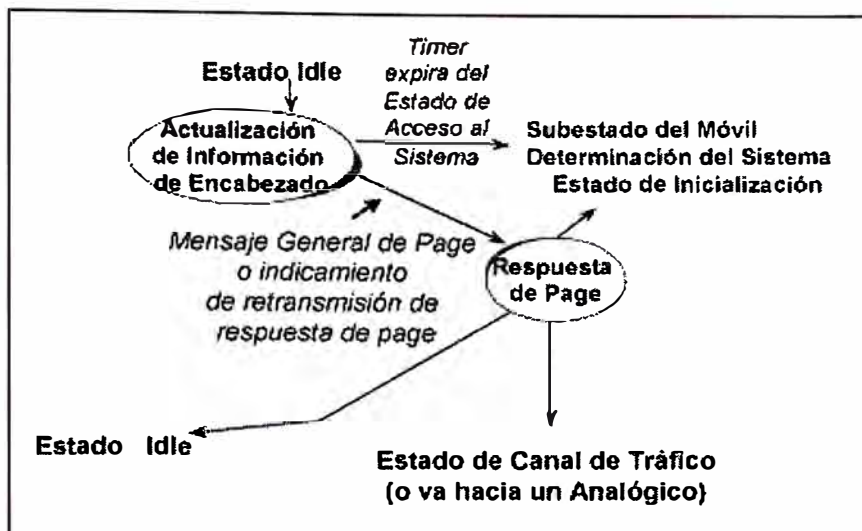 Estado Idle
Timer
expira del
Estado de
Acceso al
Sistema
Actualización
de Información
de Encabezado
Subestado del Móvil
Determinación del Sistema
Estado de Inicialización
Mensaje General de Page
o indicamiento
de retransmisión de
respuesta de page
Respuesta
de Page
Estado Idle
Estado de Canal de Tráfico
(o va hacia un Analógico)